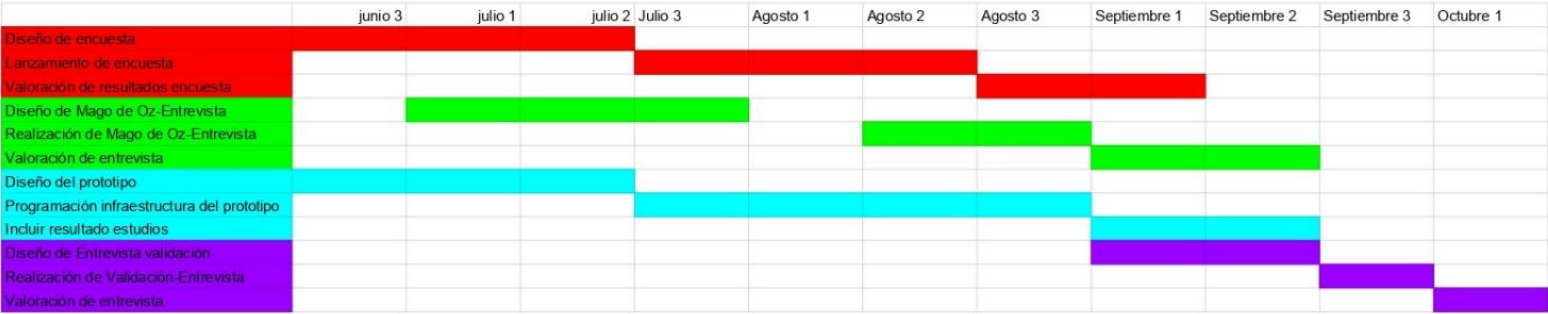 junio 3 julio 1 julio 2 Julio 3 Agosto 1 Agosto 2 Agosto 3 Septiembre 1 Septiembre 2 Septiembre 3 Octubre 1
Diseño de encuesta
Lanzamiento de encuesta
Valoración de resultados encuesta
Diseño de Mago de Oz-Entrevista
Realización de Mago de Oz-Entrevista
Valoración de entrevista
Diseño del prototipo
Programación infraestructura del prototipo
Incluir resultado estudios
Diseño de Entrevista validación
Realización de Validación-Entrevista
Valoración de entrevista